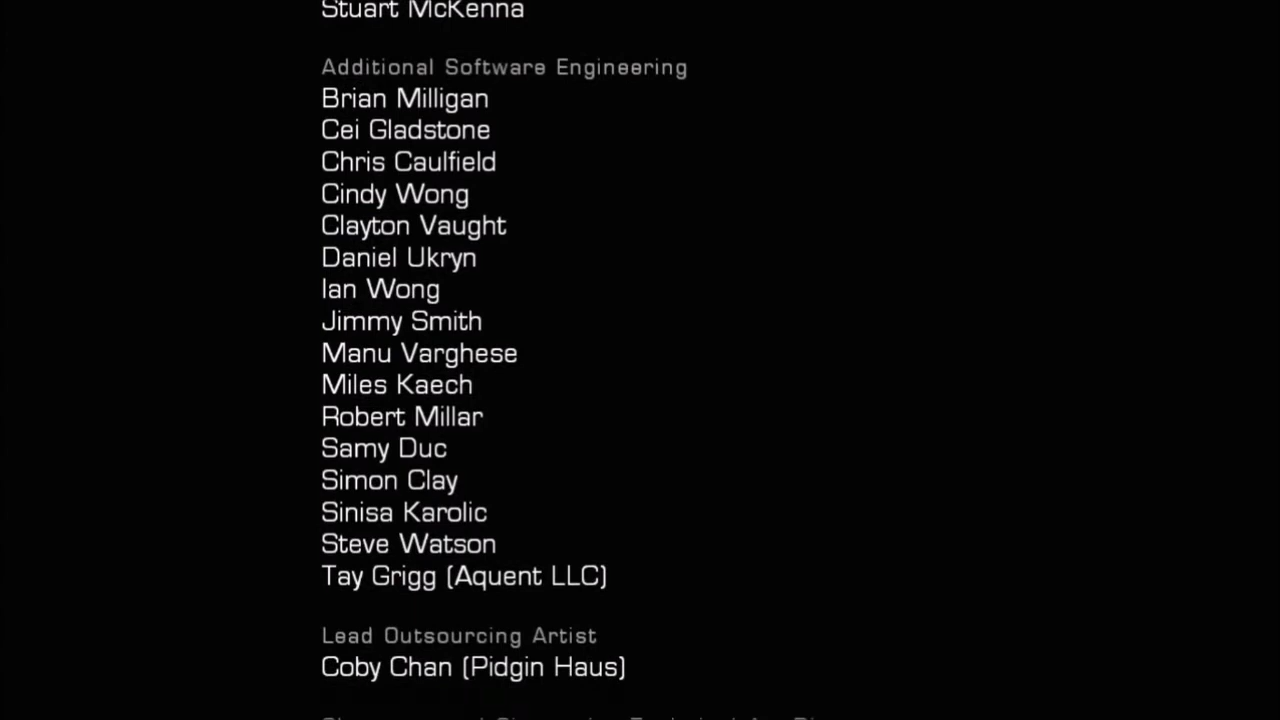 Stuart McKenna
Additional Software Engineering
Brian Milligan
Cei Gladstone
Chris Caulfield
Cindy Wong
Clayton Vaught
Daniel Ukryn
Ian Wong
Jimmy Smith
Manu Varghese
Miles Kaech
Robert Millar
Samy Duc
Simon Clay
Sinisa Karolic
Steve Watson
Tay Grigg (Aquent LLC)
Lead Outsourcing Artist
Coby Chan (Pidgin Haus)